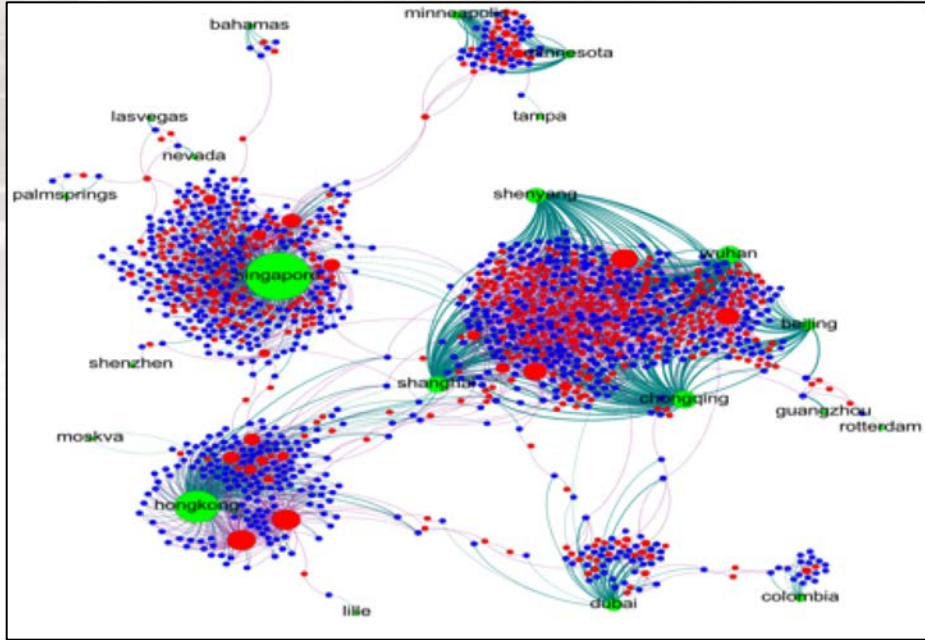 minneapolis
bahamas
minnesota
lasvegas
tampa
nevada
palmsprings
shenyang
wuhan
singapore
beijing
shenzhen
shanghai
chongqing
guangzhou
rotterdam
moskva
hongkong
dubai
colombia
lille